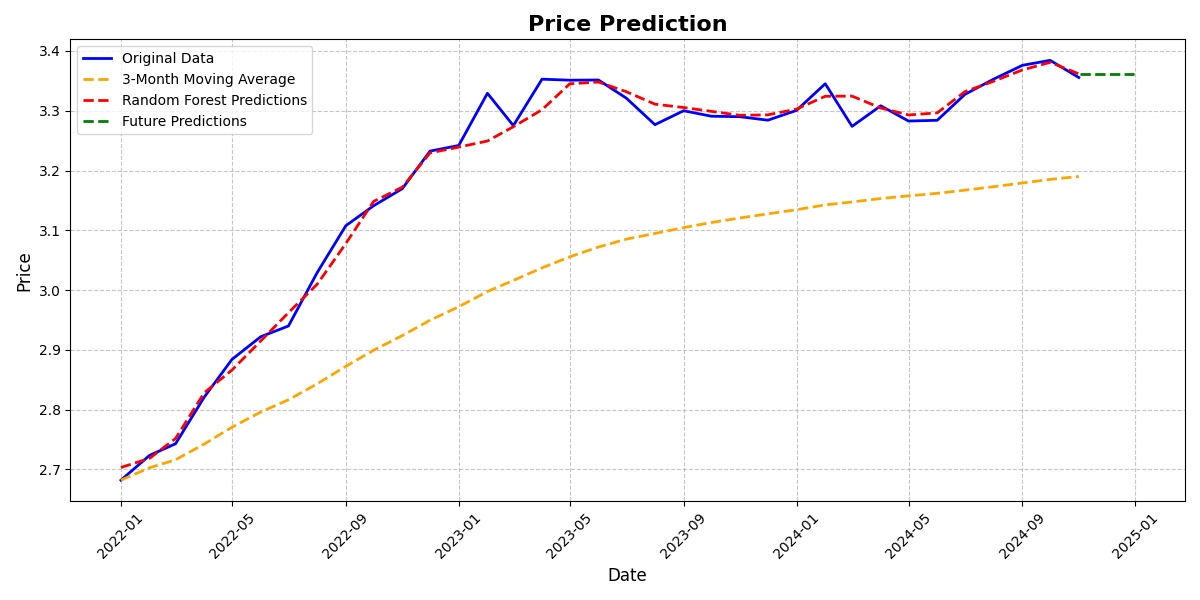 Price Prediction
Original Data
3-Month Moving Average
Random Forest Predictions
Future Predictions
Price
3.4
3.3
3.2
3.1
3.0
2.9
2.8
2.7
2022-01
2022-05
2022-09
2023-01
2023-05
2023-09
2024-01
2024-05
2024-09
2025-01
Date